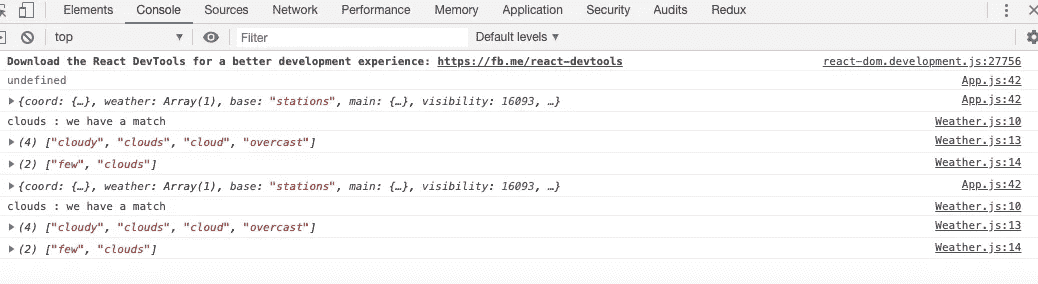 Elements Console Sources Network Performance Memory Application Security Audits Redux
top Filter Default levels
Download the React DevTools for a better development experience: https://fb.me/react-devtools react-dom.development.js:27756
undefined App.js:42
{coord: {…}, weather: Array(1), base: "stations", main: {…}, visibility: 16093, …} App.js:42
clouds : we have a match Weather.js:10
(4) ["cloudy", "clouds", "cloud", "overcast"] Weather.js:13
(2) ["few", "clouds"] Weather.js:14
{coord: {…}, weather: Array(1), base: "stations", main: {…}, visibility: 16093, …} App.js:42
clouds : we have a match Weather.js:10
(4) ["cloudy", "clouds", "cloud", "overcast"] Weather.js:13
(2) ["few", "clouds"] Weather.js:14